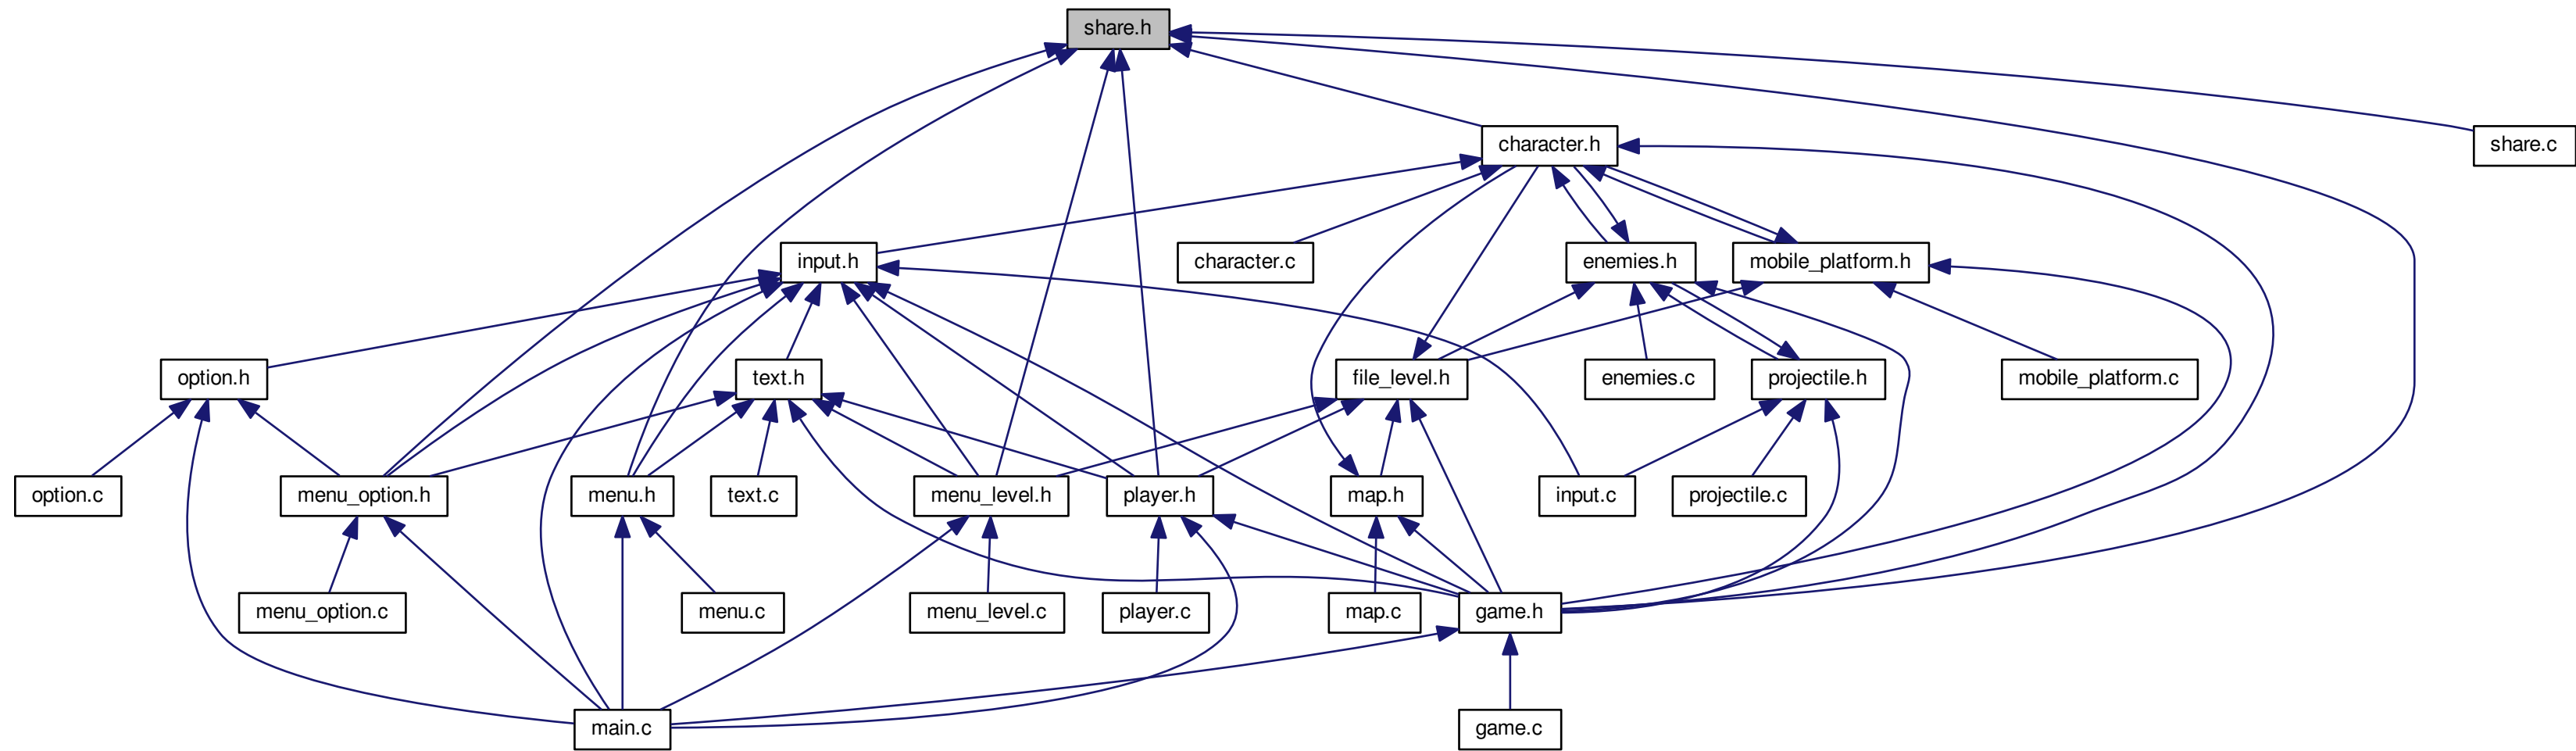 share.h
character.h
share.c
input.h
character.c
enemies.h
mobile_platform.h
option.h
text.h
file_level.h
enemies.c
projectile.h
mobile_platform.c
option.c
menu_option.h
menu.h
text.c
menu_level.h
player.h
map.h
input.c
projectile.c
menu_option.c
menu.c
menu_level.c
player.c
map.c
game.h
main.c
game.c